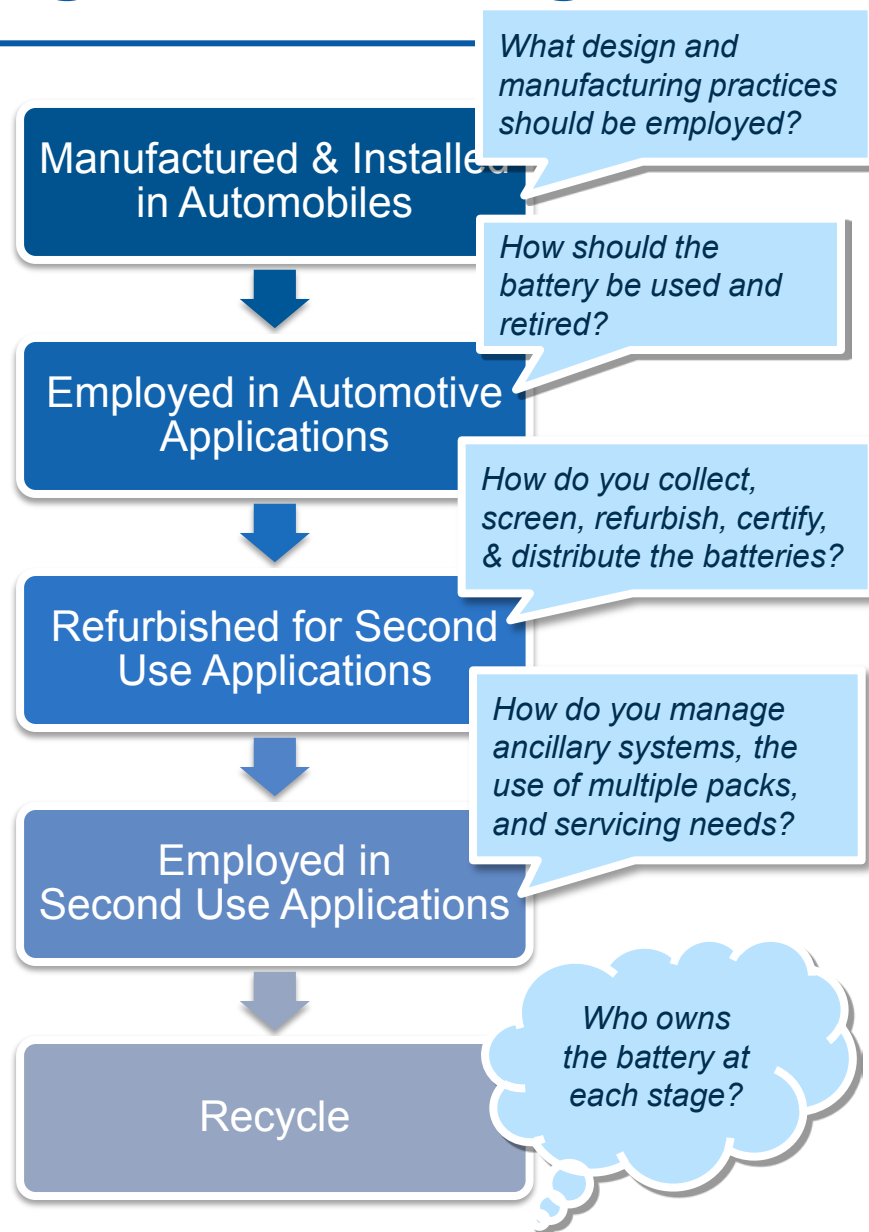 What design and
manufacturing practices
should be employed?
Manufactured & Installed
in Automobiles
How should the
battery be used and
retired?
Employed in Automotive
Applications
How do you collect,
screen, refurbish, certify,
& distribute the batteries?
Refurbished for Second
Use Applications
How do you manage
ancillary systems, the
use of multiple packs,
and servicing needs?
Employed in
Second Use Applications
Who owns
the battery at
each stage?
Recycle